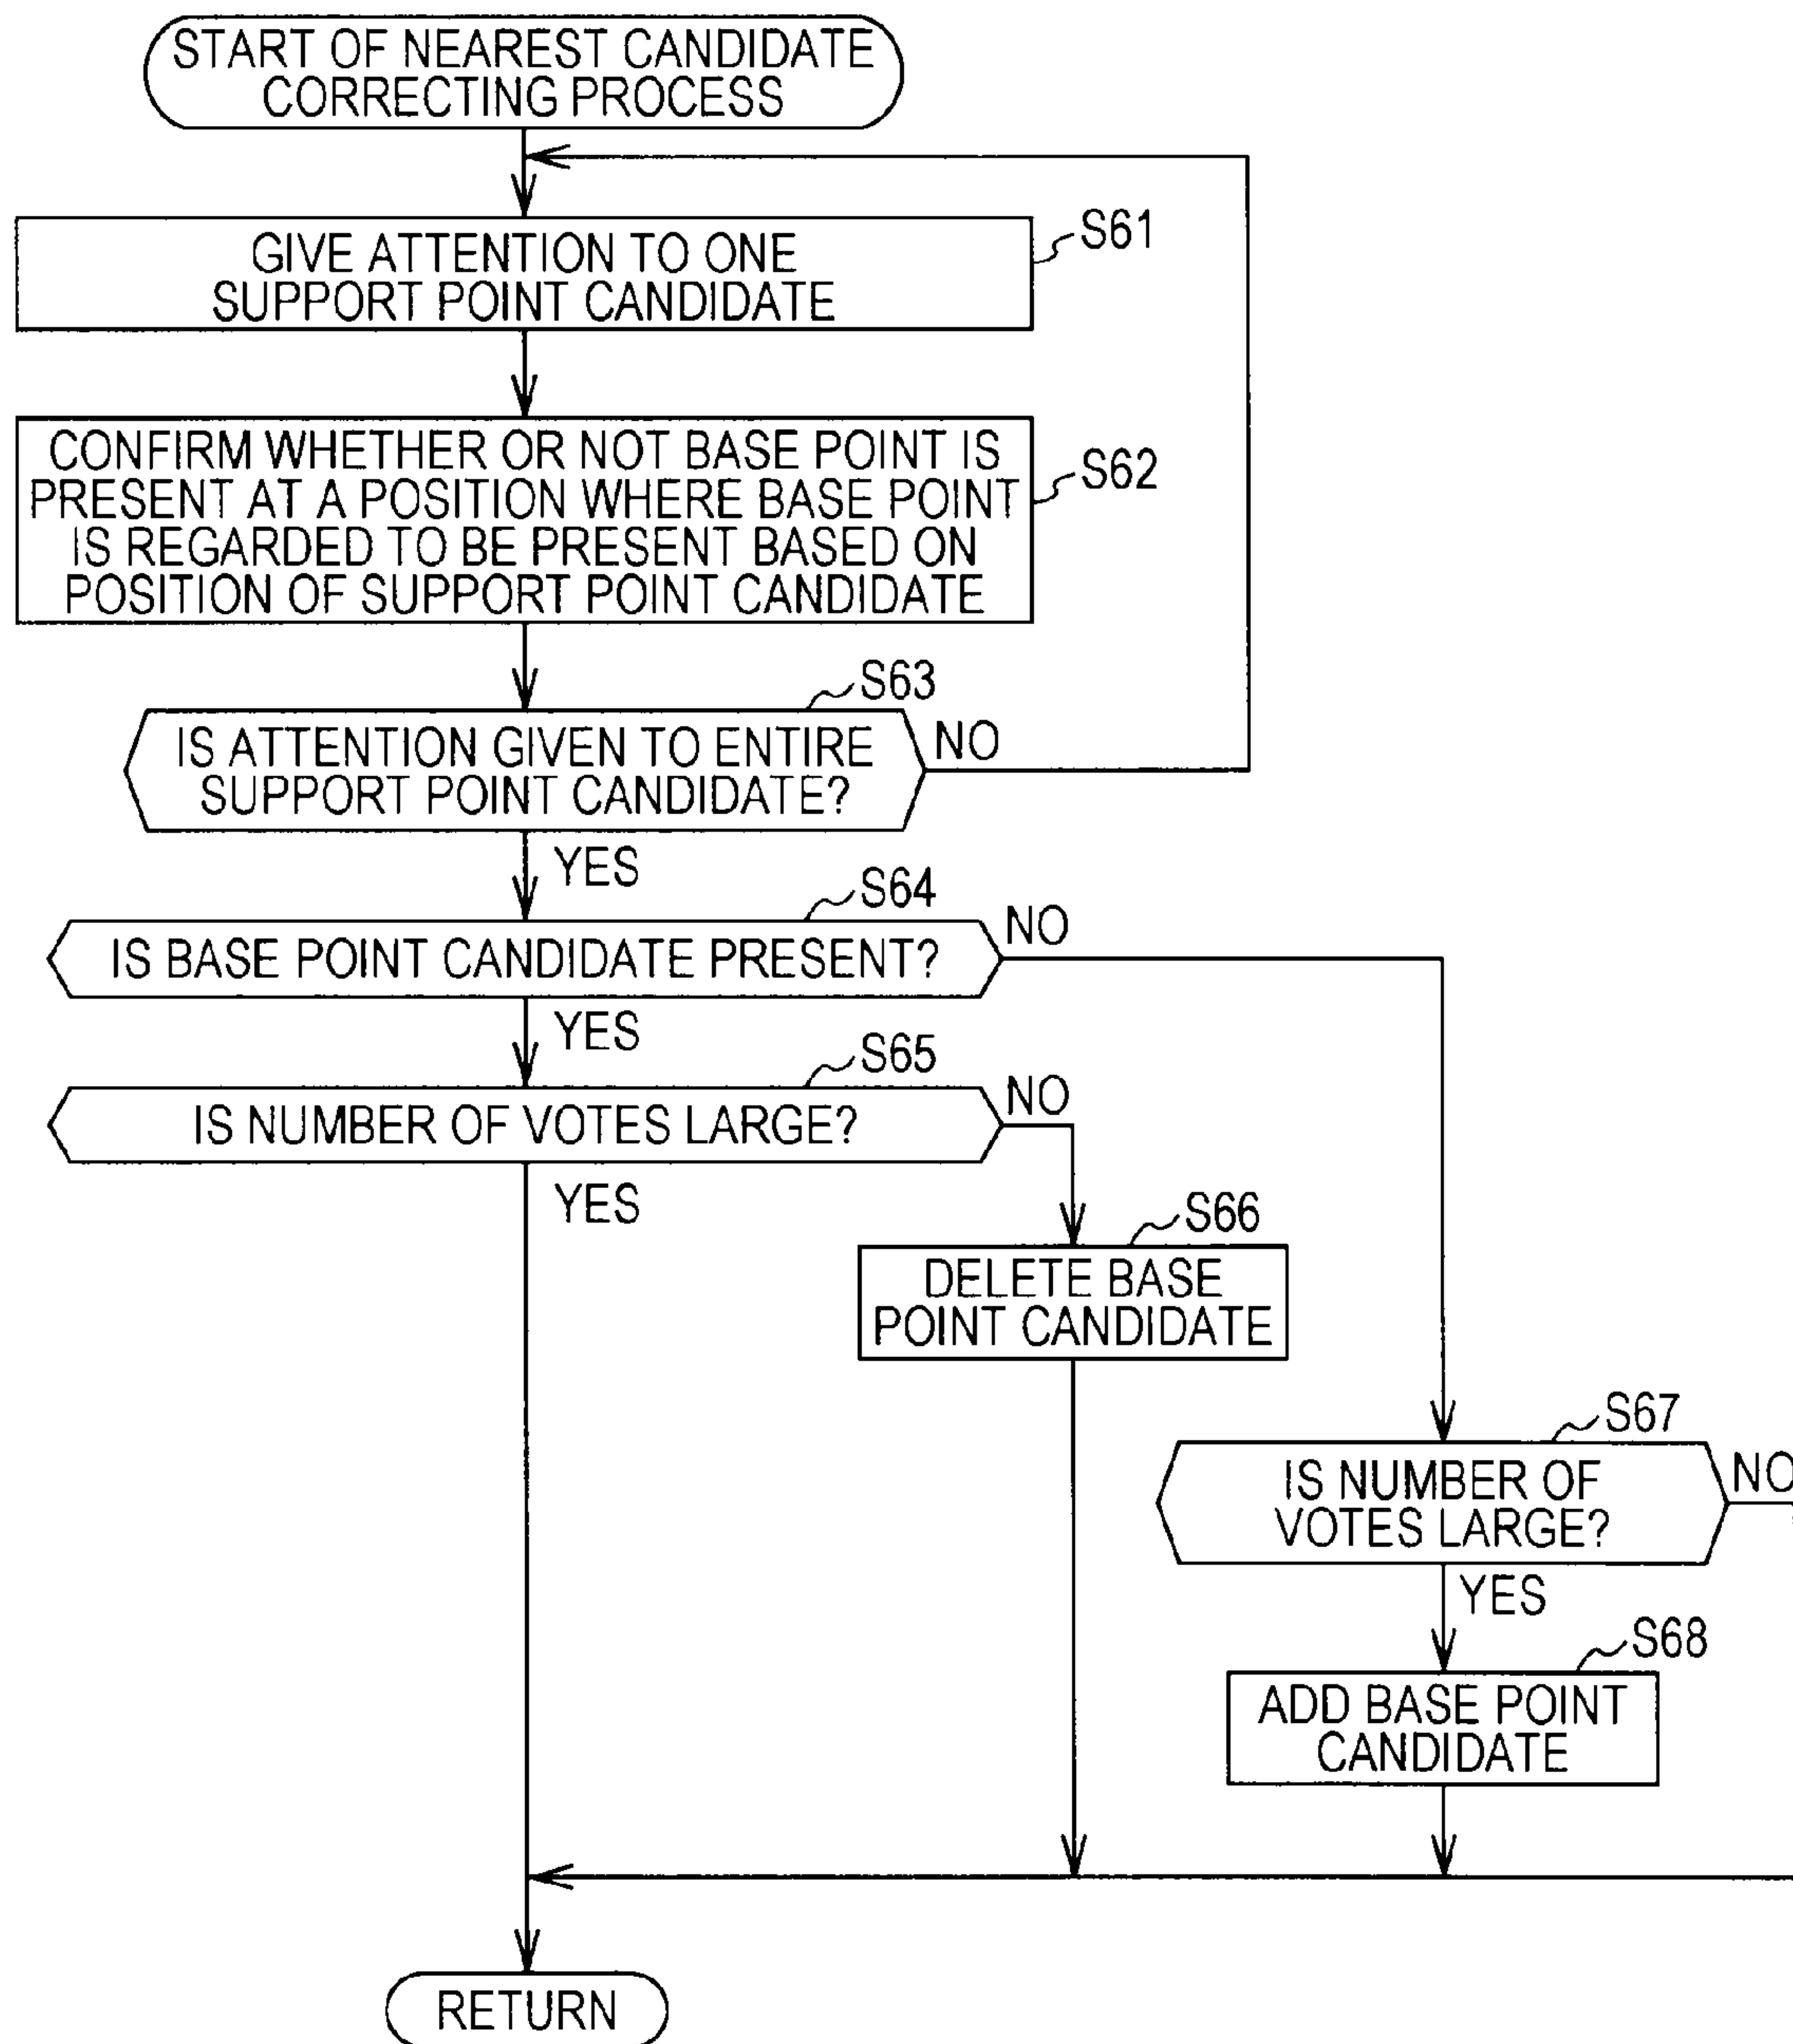 START OF NEAREST CANDIDATE
CORRECTING PROCESS
GIVE ATTENTION TO ONE
SUPPORT POINT CANDIDATE
S61
CONFIRM WHETHER OR NOT BASE POINT IS
PRESENT AT A POSITION WHERE BASE POINT
IS REGARDED TO BE PRESENT BASED ON
POSITION OF SUPPORT POINT CANDIDATE
S62
S63
IS ATTENTION GIVEN TO ENTIRE
SUPPORT POINT CANDIDATE?
NO
YES
S64
IS BASE POINT CANDIDATE PRESENT?
NO
YES
S65
IS NUMBER OF VOTES LARGE?
NO
YES
S66
DELETE BASE
POINT CANDIDATE
S67
IS NUMBER OF
VOTES LARGE?
NO
YES
S68
ADD BASE POINT
CANDIDATE
RETURN